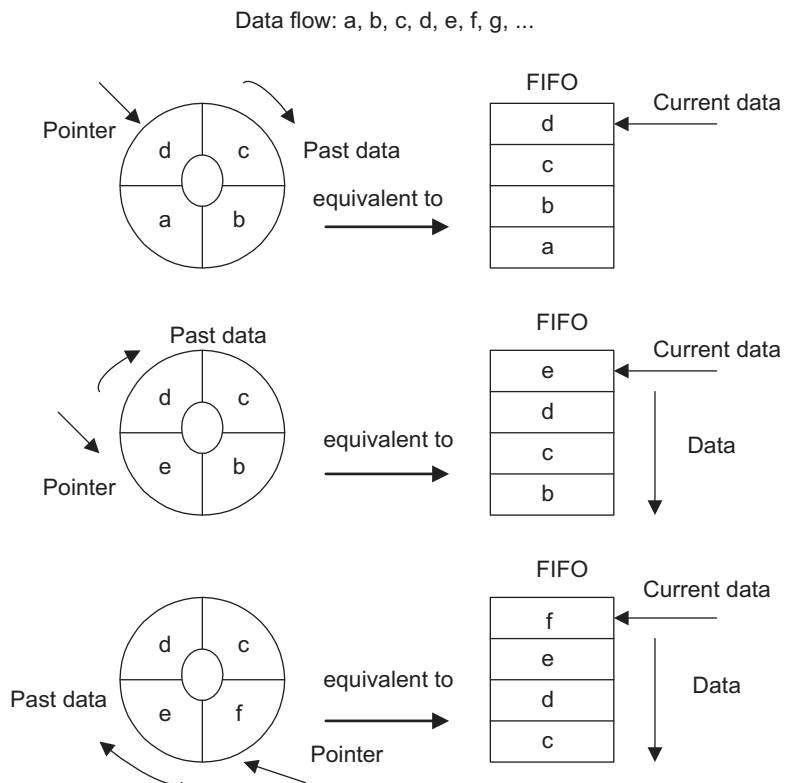 Data flow: a, b, c, d, e, f, g, ...
Pointer
d
c
a
b
Past data
equivalent to
FIFO
d
c
b
a
Current data
Past data
d
c
e
b
Pointer
equivalent to
FIFO
e
d
c
b
Current data
Data
d
c
e
f
Past data
Pointer
equivalent to
FIFO
f
e
d
c
Current data
Data